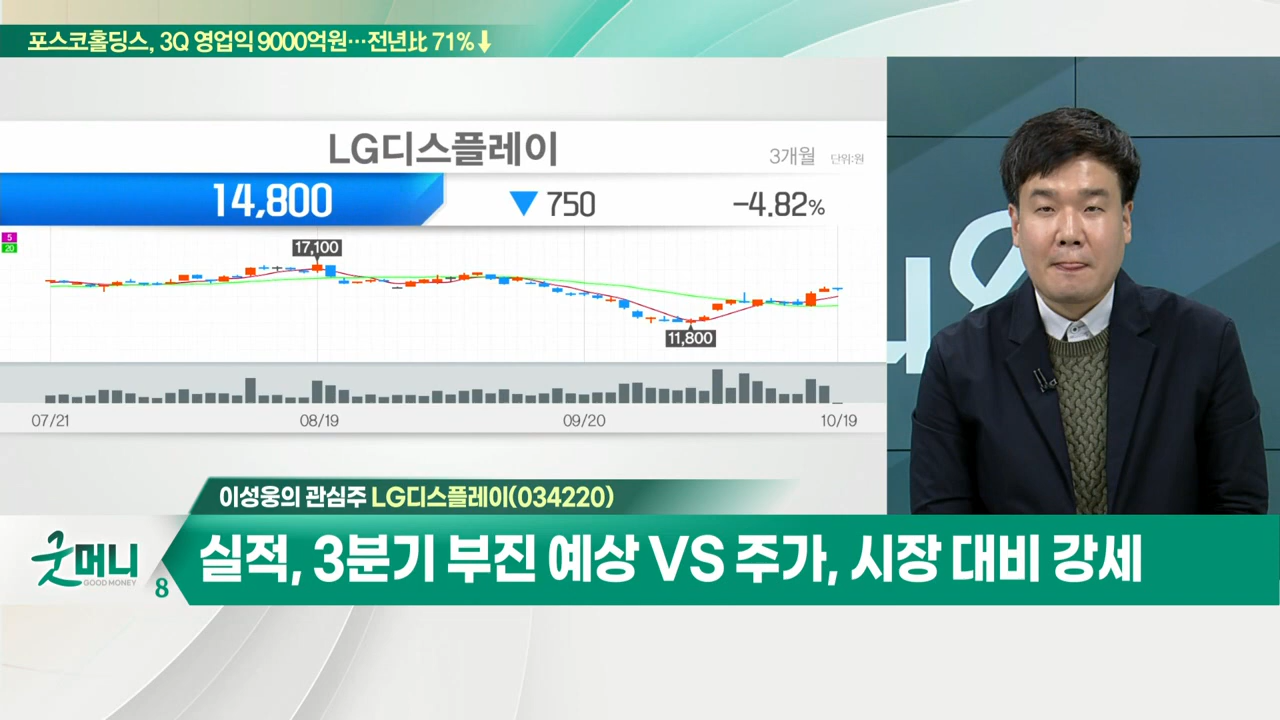 포스코홀딩스, 3Q 영업익 9000억원…전년比 71%⬇
LG디스플레이
3개월 단위:원
14,800 ▼ 750 -4.82%
5
20
17,100
11,800
07/21 08/19 09/20 10/19
이성웅의 관심주 LG디스플레이(034220)
굿머니
GOOD MONEY
8
실적, 3분기 부진 예상 VS 주가, 시장 대비 강세